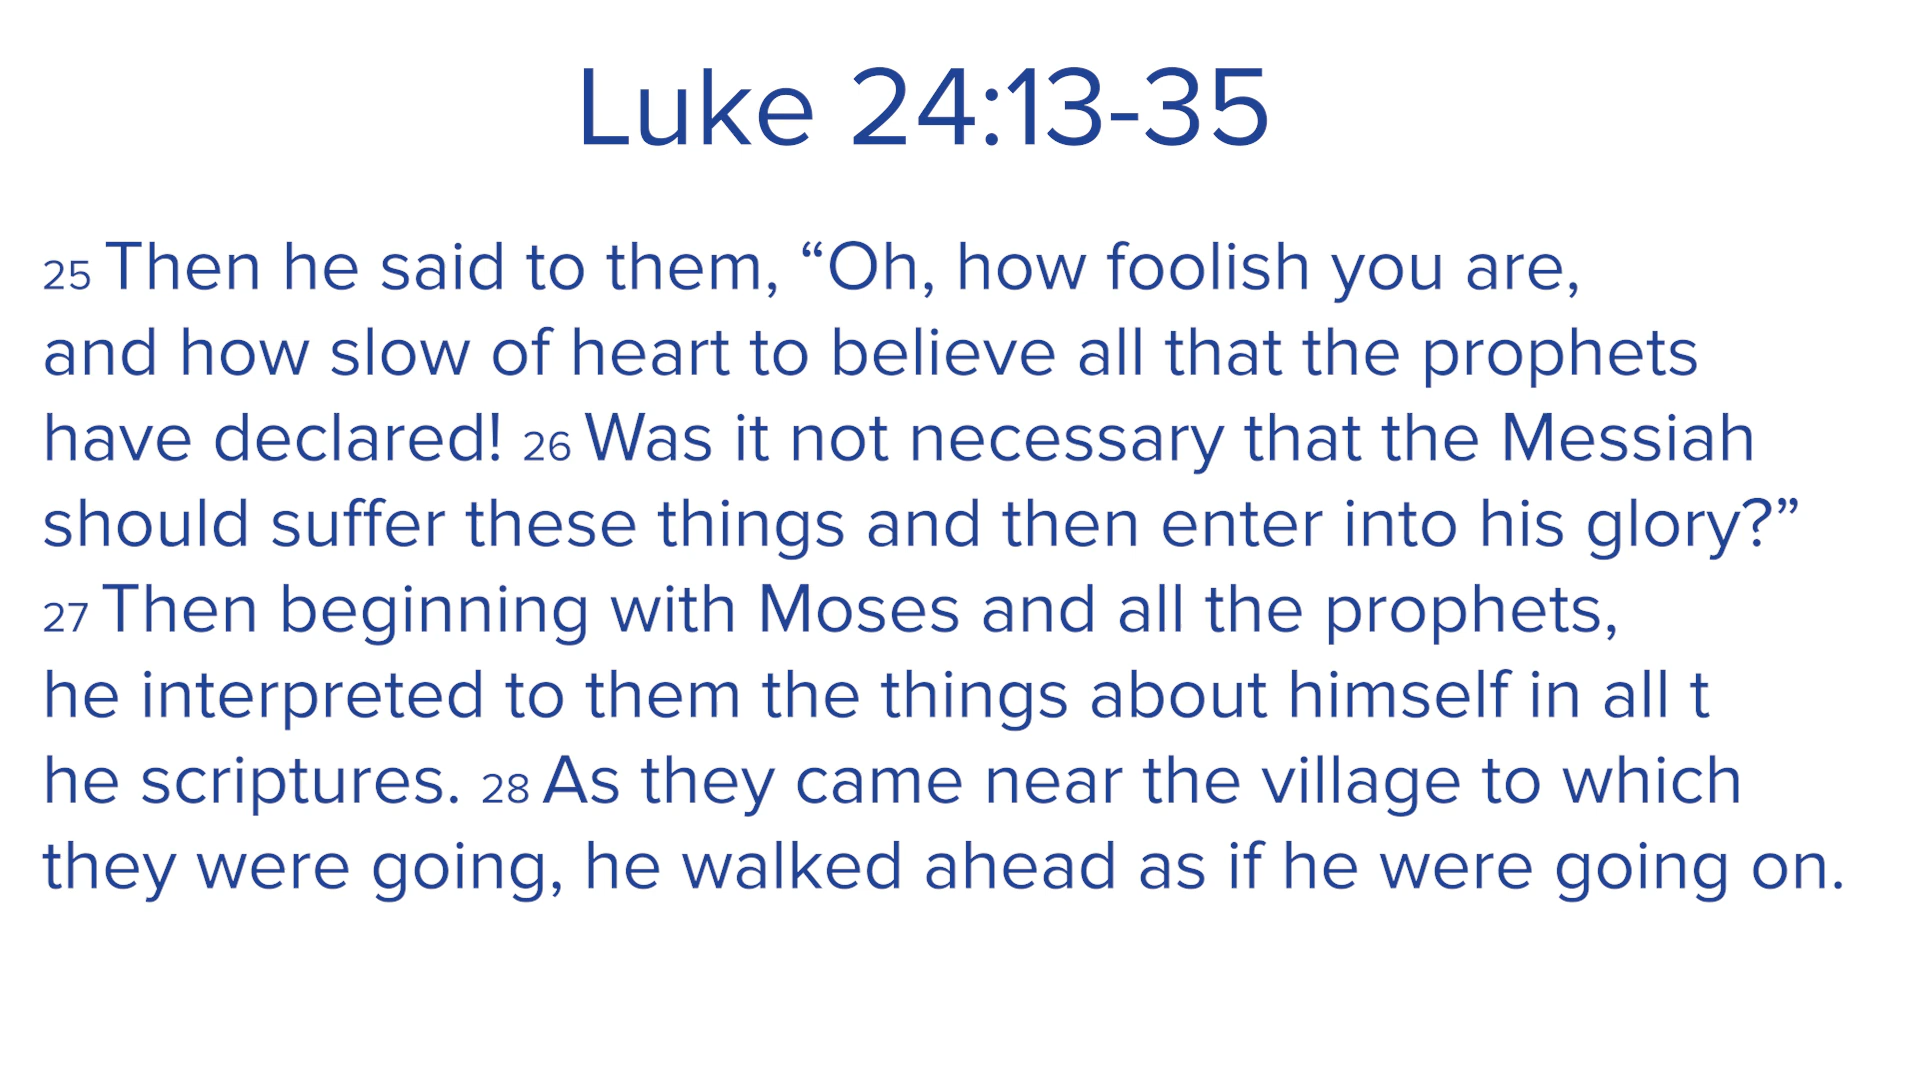 Luke 24:13-35
25 Then he said to them, “Oh, how foolish you are,
and how slow of heart to believe all that the prophets
have declared! 26 Was it not necessary that the Messiah
should suffer these things and then enter into his glory?”
27 Then beginning with Moses and all the prophets,
he interpreted to them the things about himself in all t
he scriptures. 28 As they came near the village to which
they were going, he walked ahead as if he were going on.